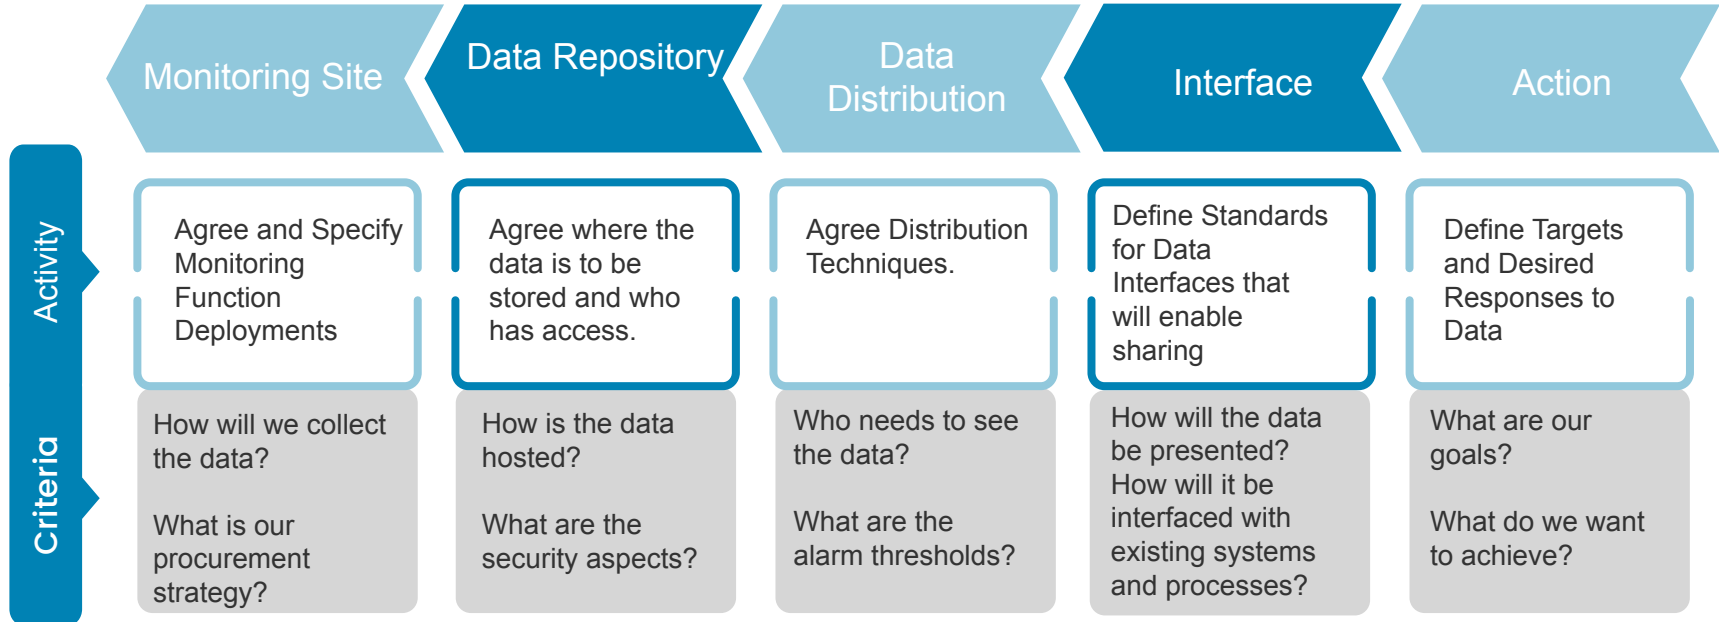 Monitoring Site
Data Repository
Data
Distribution
Interface
Action
Activity
Agree and Specify
Monitoring
Function
Deployments
Agree where the
data is to be
stored and who
has access.
Agree Distribution
Techniques.
Define Standards
for Data
Interfaces that
will enable
sharing
Define Targets
and Desired
Responses to
Data
Criteria
How will we collect
the data?
What is our
procurement
strategy?
How is the data
hosted?
What are the
security aspects?
Who needs to see
the data?
What are the
alarm thresholds?
How will the data
be presented?
How will it be
interfaced with
existing systems
and processes?
What are our
goals?
What do we want
to achieve?